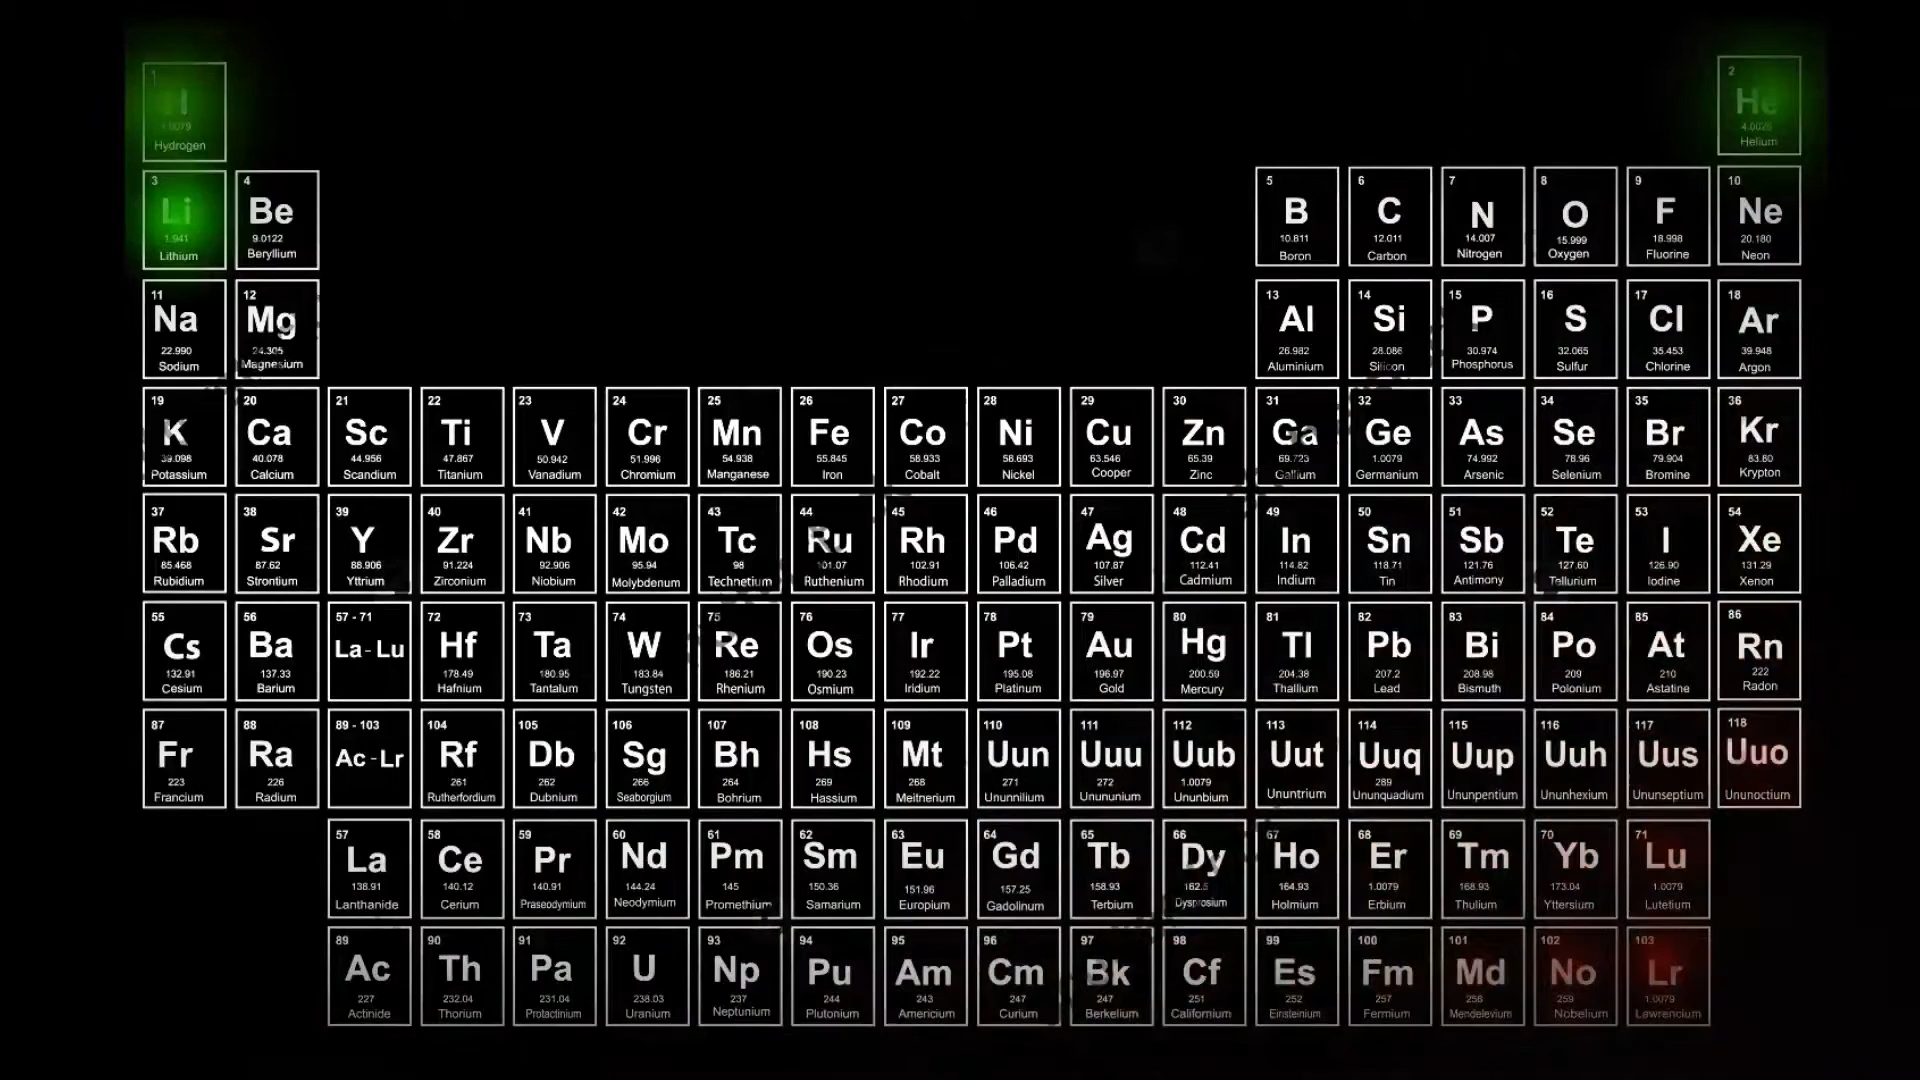 1 2
He
1.0079 4.0026
Hydrogen Helium
3 4 5 6 7 8 9 10
Li Be B C N O F Ne
1.941 9.0122 10.811 12.011 14.007 15.999 18.998 20.180
Lithium Beryllium Boron Carbon Nitrogen Oxygen Fluorine Neon
11 12 13 14 15 16 17 18
Na Mg Al Si P S Cl Ar
22.990 24.305 26.982 28.086 30.974 32.065 35.453 39.948
Sodium Magnesium Aluminium Silicon Phosphorus Sulfur Chlorine Argon
19 20 21 22 23 24 25 26 27 28 29 30 31 32 33 34 35 36
K Ca Sc Ti V Cr Mn Fe Co Ni Cu Zn Ga Ge As Se Br Kr
39.098 40.078 44.956 47.867 50.942 51.996 54.938 55.845 58.933 58.693 63.546 65.39 69.723 1.0079 74.992 78.96 79.904 83.80
Potassium Calcium Scandium Titanium Vanadium Chromium Manganese Iron Cobalt Nickel Cooper Zinc Gallium Germanium Arsenic Selenium Bromine Krypton
37 38 39 40 41 42 43 44 45 46 47 48 49 50 51 52 53 54
Rb Sr Y Zr Nb Mo Tc Ru Rh Pd Ag Cd In Sn Sb Te I Xe
85.468 87.62 88.906 91.224 92.906 95.94 98 101.07 102.91 106.42 107.87 112.41 114.82 118.71 121.76 127.60 126.90 131.29
Rubidium Strontium Yttrium Zirconium Niobium Molybdenum Technetium Ruthenium Rhodium Palladium Silver Cadmium Indium Tin Antimony Tellurium Iodine Xenon
55 56 57 - 71 72 73 74 75 76 77 78 79 80 81 82 83 84 85 86
Cs Ba La - Lu Hf Ta W Re Os Ir Pt Au Hg Tl Pb Bi Po At Rn
132.91 137.33 178.49 180.95 183.84 186.21 190.23 192.22 195.08 196.97 200.59 204.38 207.2 208.98 209 210 222
Cesium Barium Hafnium Tantalum Tungsten Rhenium Osmium Iridium Platinum Gold Mercury Thallium Lead Bismuth Polonium Astatine Radon
87 88 89 - 103 104 105 106 107 108 109 110 111 112 113 114 115 116 117 118
Fr Ra Ac - Lr Rf Db Sg Bh Hs Mt Uun Uuu Uub Uut Uuq Uup Uuh Uus Uuo
223 226 261 262 266 264 269 268 271 272 1.0079 289
Francium Radium Rutherfordium Dubnium Seaborgium Bohrium Hassium Meitnerium Ununnilium Unununium Ununbium Ununtrium Ununquadium Ununpentium Ununhexium Ununseptium Ununoctium
57 58 59 60 61 62 63 64 65 66 67 68 69 70 71
La Ce Pr Nd Pm Sm Eu Gd Tb Dy Ho Er Tm Yb Lu
138.91 140.12 140.91 144.24 145 150.36 151.96 157.25 158.93 162.5 164.93 1.0079 168.93 173.04 1.0079
Lanthanide Cerium Praseodymium Neodymium Promethium Samarium Europium Gadolinum Terbium Dysprosium Holmium Erbium Thulium Yttersium Lutetium
89 90 91 92 93 94 95 96 97 98 99 100 101 102 103
Ac Th Pa U Np Pu Am Cm Bk Cf Es Fm Md No Lr
227 232.04 231.04 238.03 237 244 243 247 247 251 252 257 258 259 1.0079
Actinide Thorium Protactinium Uranium Neptunium Plutonium Americium Curium Berkelium Californium Einsteinium Fermium Mendelevium Nobelium Lawrencium